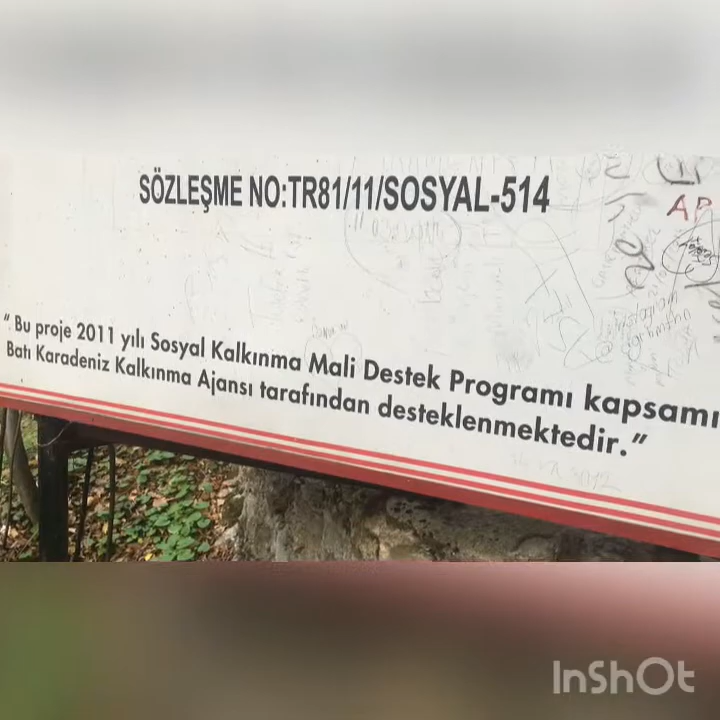 SÖZLEŞME NO:TR81/11/SOSYAL-514
AB
“Bu proje 2011 yılı Sosyal Kalkınma Mali Destek Programı kapsamı
Batı Karadeniz Kalkınma Ajansı tarafından desteklenmektedir.”
InShOt